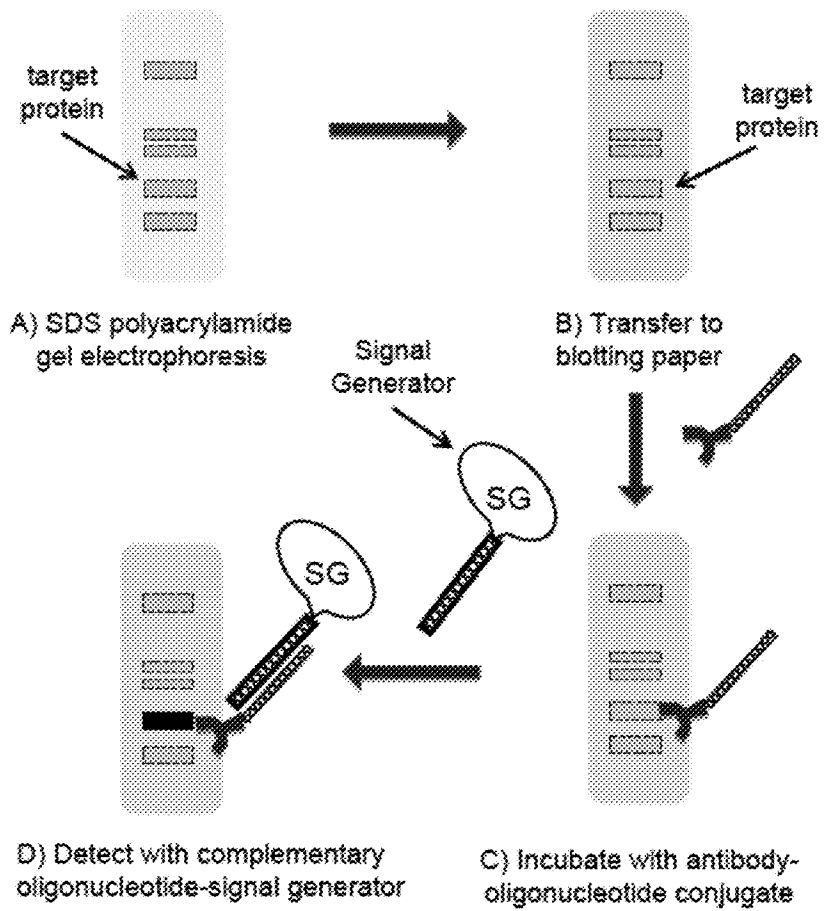 target
protein
target
protein
A) SDS polyacrylamide
gel electrophoresis
B) Transfer to
blotting paper
Signal
Generator
SG
SG
D) Detect with complementary
oligonucleotide-signal generator
C) Incubate with antibody-
oligonucleotide conjugate